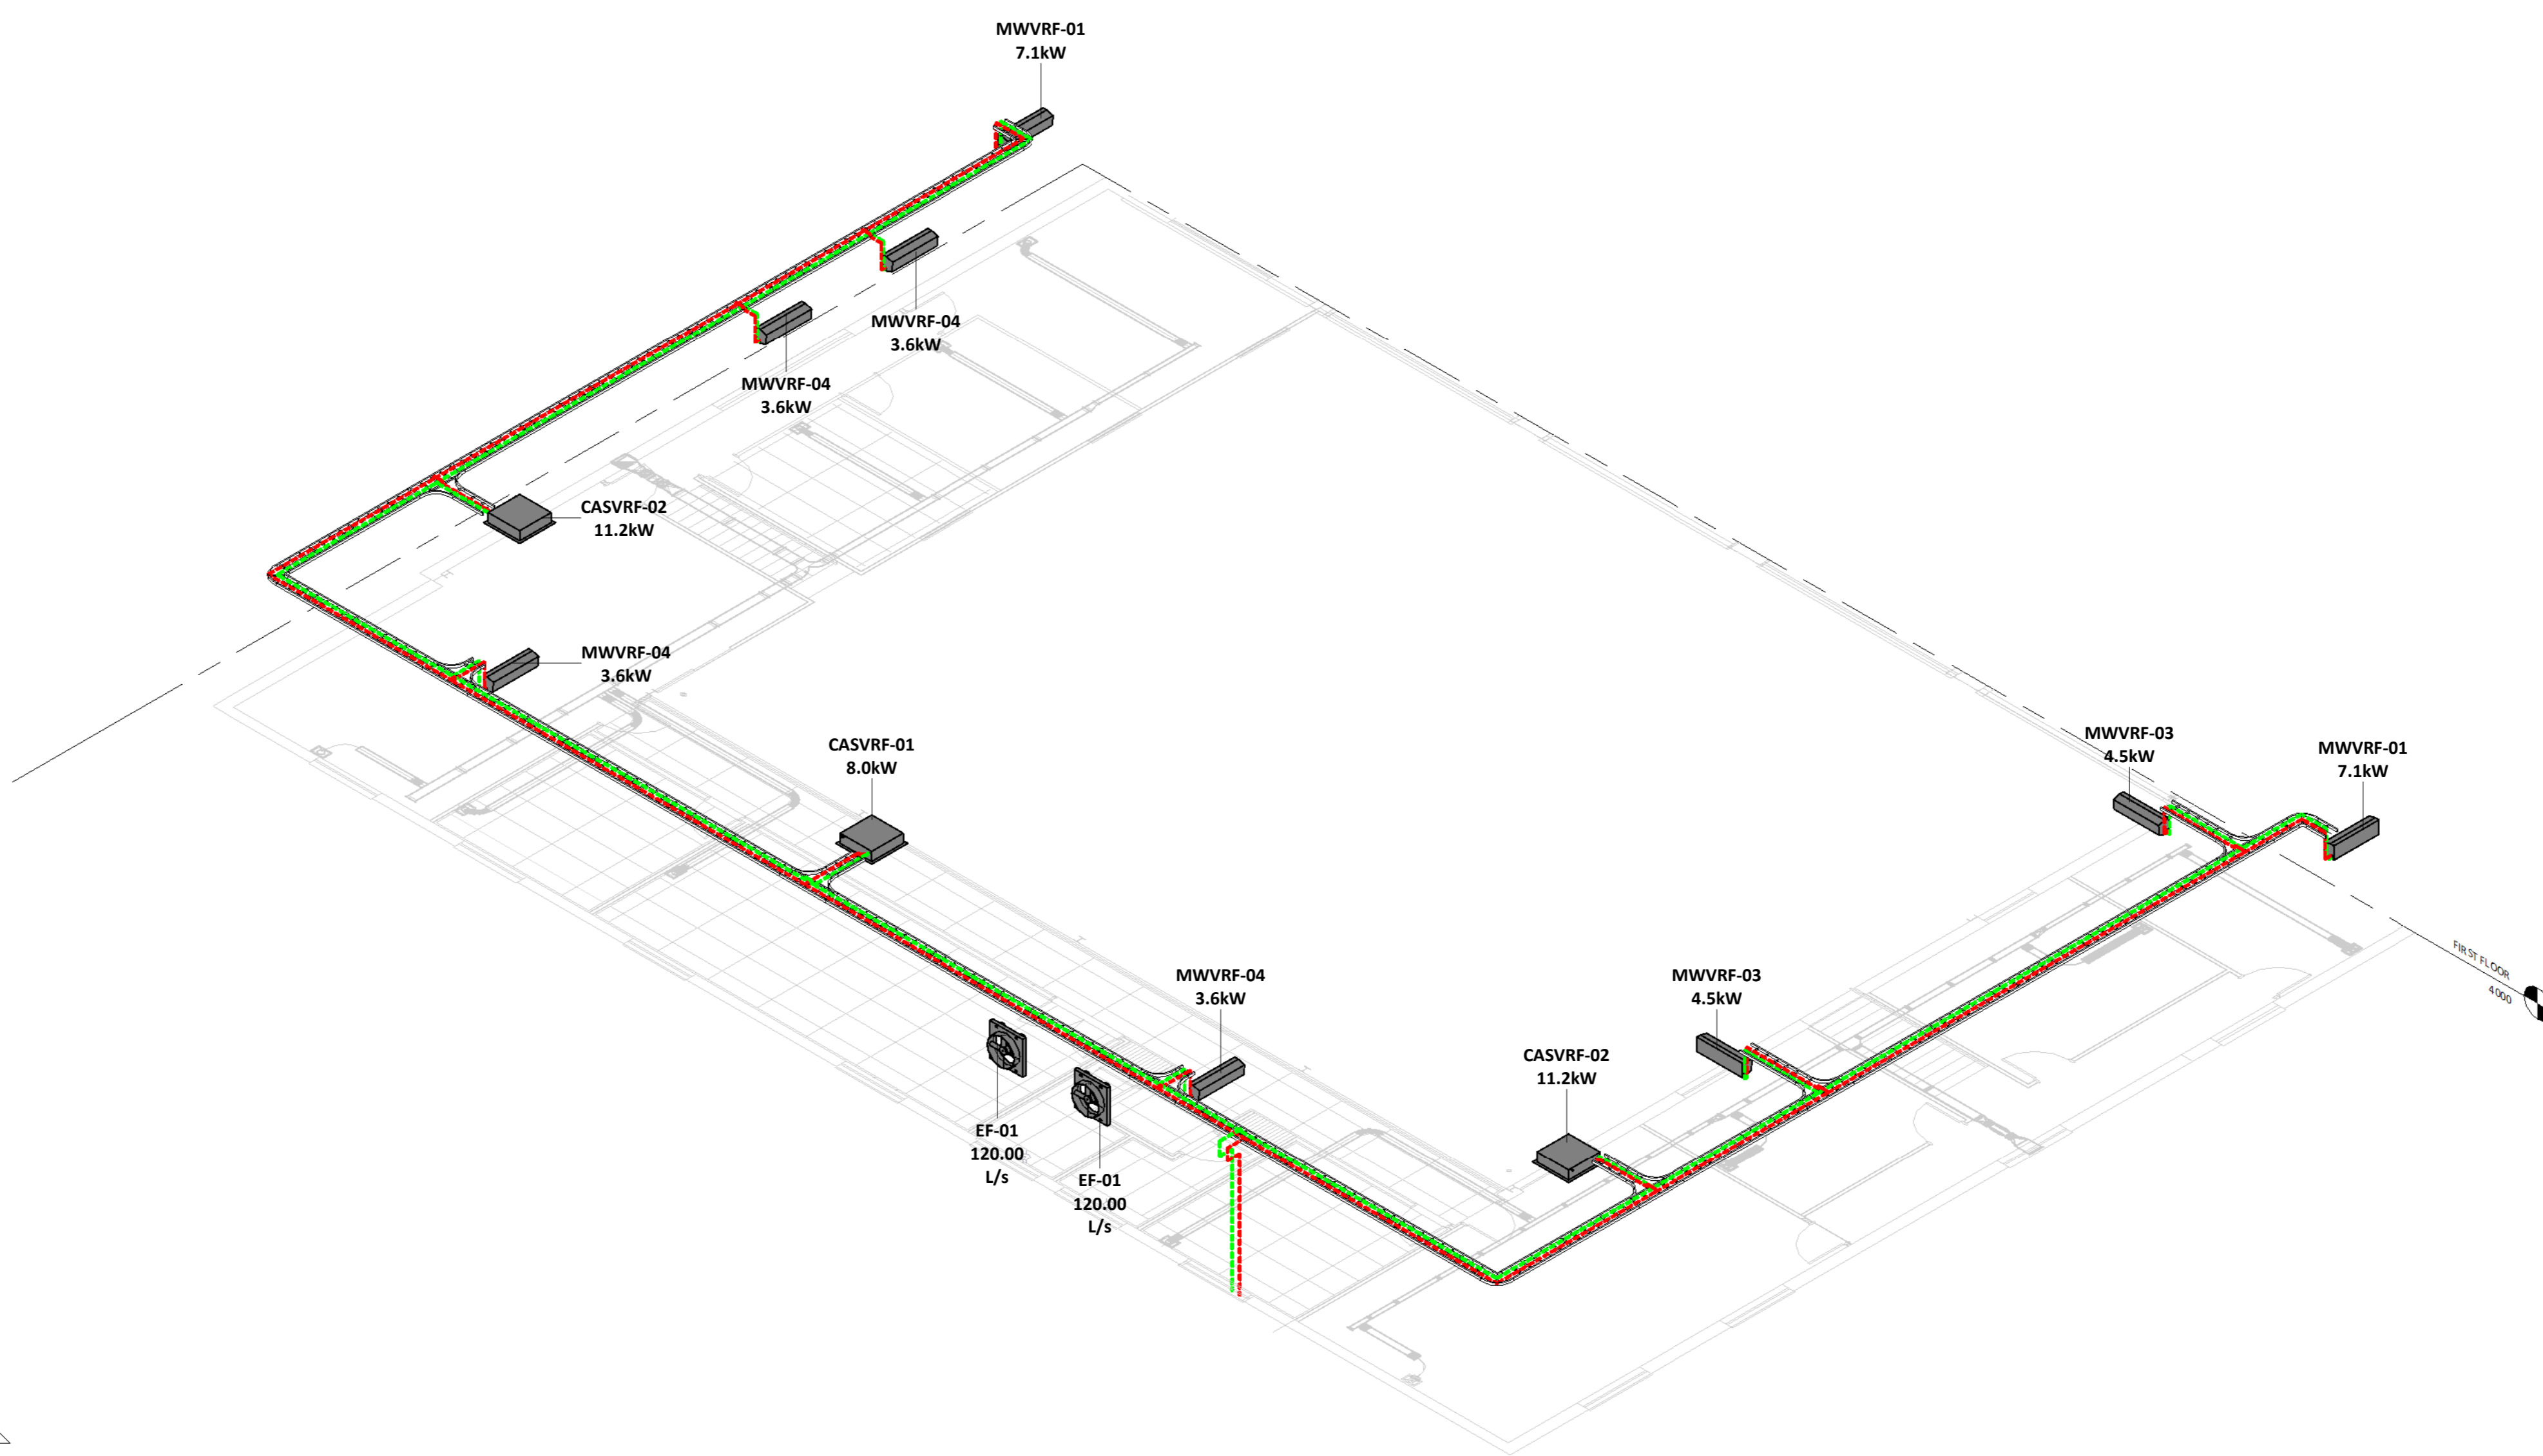 MWVRF-01
7.1kW
MWVRF-04
3.6kW
MWVRF-04
3.6kW
CASVRF-02
11.2kW
MWVRF-04
3.6kW
CASVRF-01
8.0kW
MWVRF-03
4.5kW
MWVRF-01
7.1kW
FIRST FLOOR
4000
MWVRF-04
3.6kW
MWVRF-03
4.5kW
CASVRF-02
11.2kW
EF-01
120.00
L/s
EF-01
120.00
L/s